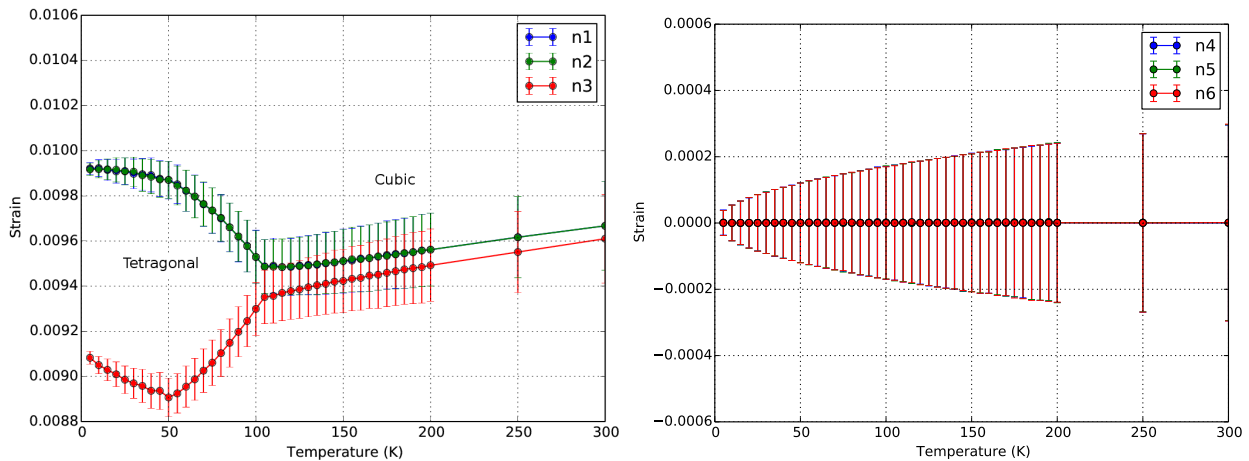 0.0106
0.0104
0.0102
0.0100
0.0098
0.0096
0.0094
0.0092
0.0090
0.0088
Strain
n1
n2
n3
Cubic
Tetragonal
0 50 100 150 200 250 300
Temperature (K)
0.0006
0.0004
0.0002
0.0000
−0.0002
−0.0004
−0.0006
Strain
n4
n5
n6
0 50 100 150 200 250 300
Temperature (K)